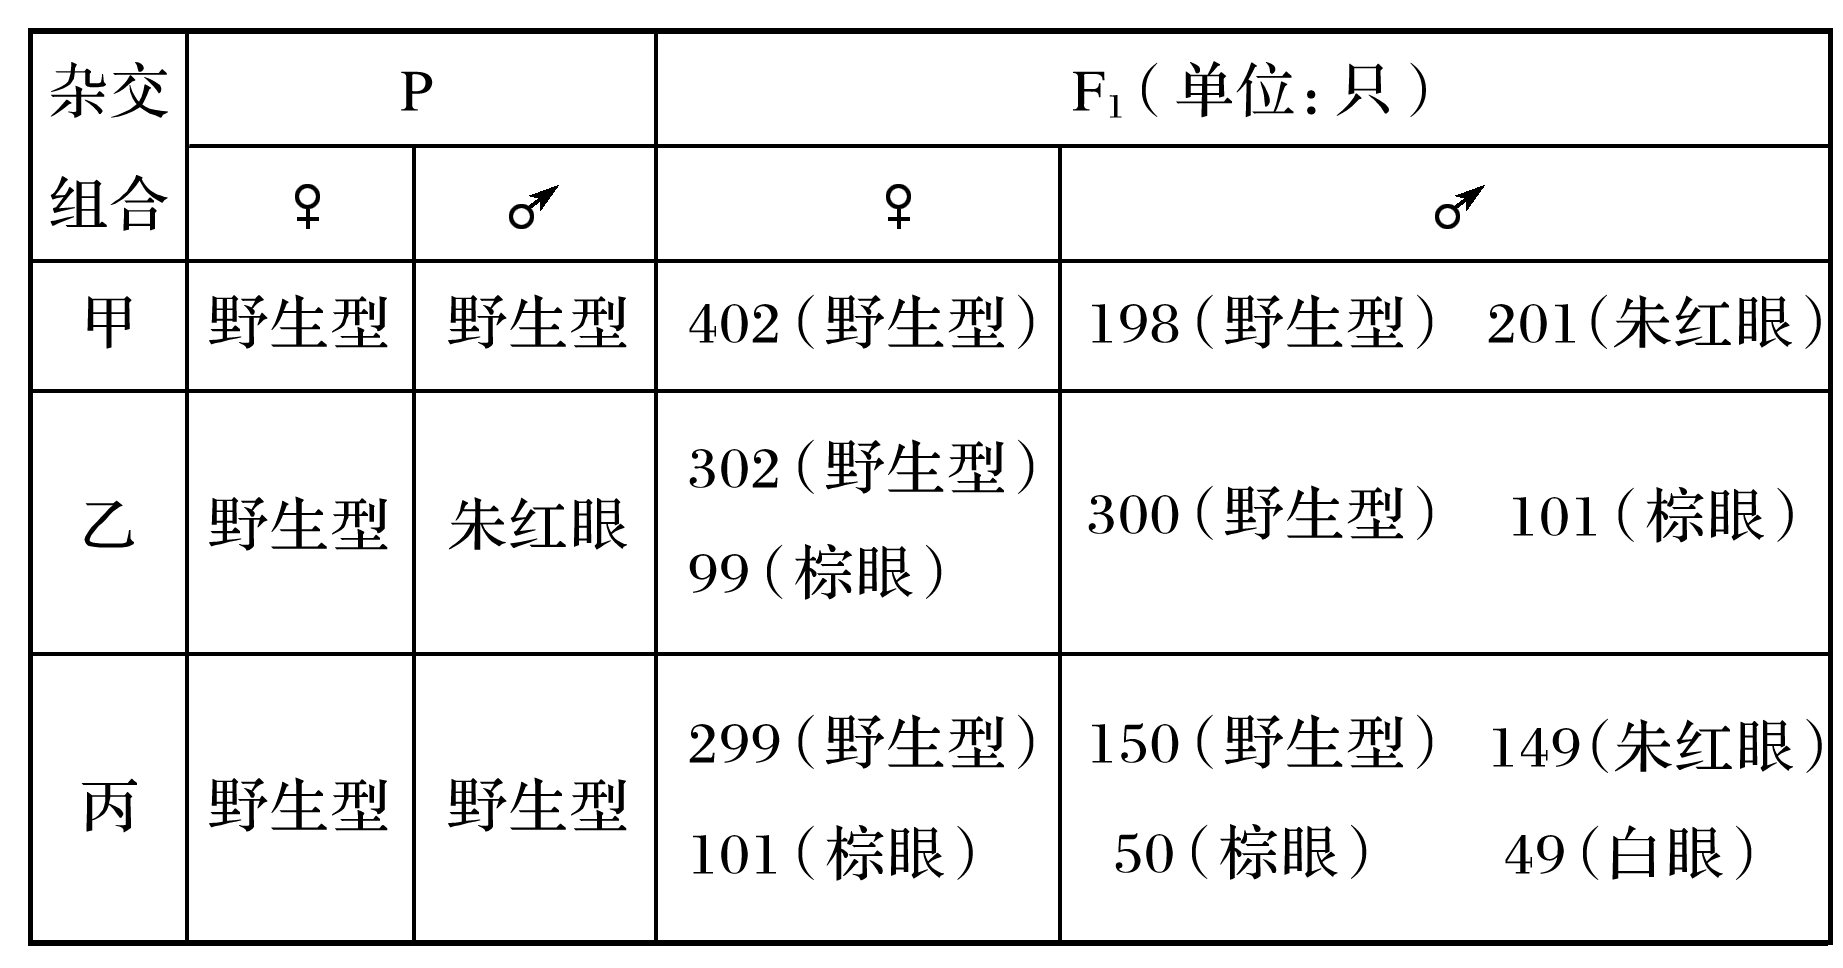 杂交组合 P F₁(单位:只)
♀ ♂ ♀ ♂
甲 野生型 野生型 402(野生型) 198(野生型) 201(朱红眼)
乙 野生型 朱红眼 302(野生型) 99(棕眼) 300(野生型) 101(棕眼)
丙 野生型 野生型 299(野生型) 101(棕眼) 150(野生型) 149(朱红眼) 50(棕眼) 49(白眼)